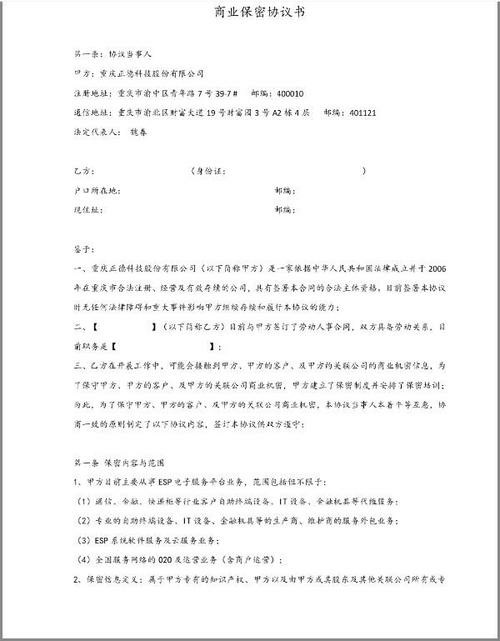 商业保密协议书
第一条：协议当事人
甲方：重庆正德科技股份有限公司
注册地址：重庆市渝中区青年路 7 号 39-7＃ 邮编：400010
通信地址：重庆市渝北区财富大道 19 号财富园 3 号 A2 栋 4 层 邮编：401121
法定代表人： 魏春
乙方： （身份证： ）
户口所在地： 邮编：
现住址： 邮编：
鉴于：
一、重庆正德科技股份有限公司（以下简称甲方）是一家依据中华人民共和国法律成立并于 2006
年在重庆市合法注册、经营及有效存续的公司，具有签署本合同的合法主体资格。目前签署本协议
时无任何法律障碍和重大事件影响甲方继续存续和履行本协议的能力；
二、【 】（以下简称乙方）目前与甲方签订了劳动人事合同，双方具备劳动关系，目
前职务是【 】；
三、乙方在开展工作中，可能会接触到甲方、甲方的客户、及甲方的关联公司的商业机密信息，为
了保守甲方、甲方的客户、及甲方的关联公司商业机密，甲方建立了保密制度并安排了保密培训；
为此，为了保守甲方、甲方的客户、及甲方的关联公司商业机密，本协议当事人本着平等互惠，协
商一致的原则制定了以下协议内容，签订本协议供双方遵守：
第一条 保密内容与范围
1、甲方目前主要从事 ESP 电子服务平台业务，范围包括但不限于：
（1）通信、金融、快递柜等行业客户自助终端设备、IT 设备、金融机具等代维服务；
（2）专业的自助终端设备、IT 设备、金融机具等的生产商、维护商的服务外包业务；
（3）ESP 系统软件服务及云服务业务；
（4）全国服务网络的 020 及运营业务（含商户运营）；
2、保密信息定义：属于甲方专有的知识产权、甲方以及由甲方或其股东及其他关联公司所有或专